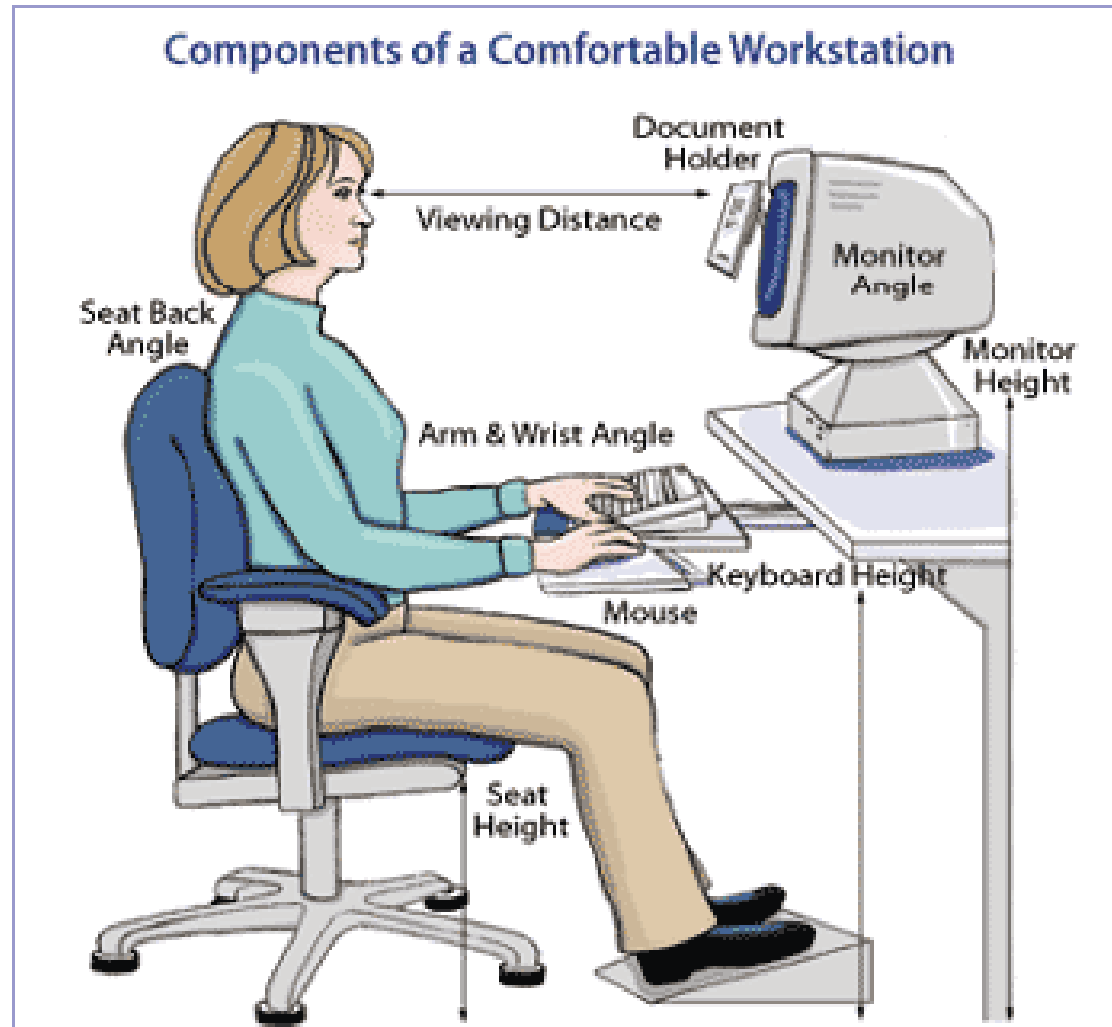 Components of a Comfortable Workstation
Document
Holder
Viewing Distance
Monitor
Angle
Seat Back
Angle
Monitor
Height
Arm & Wrist Angle
Keyboard Height
Mouse
Seat
Height